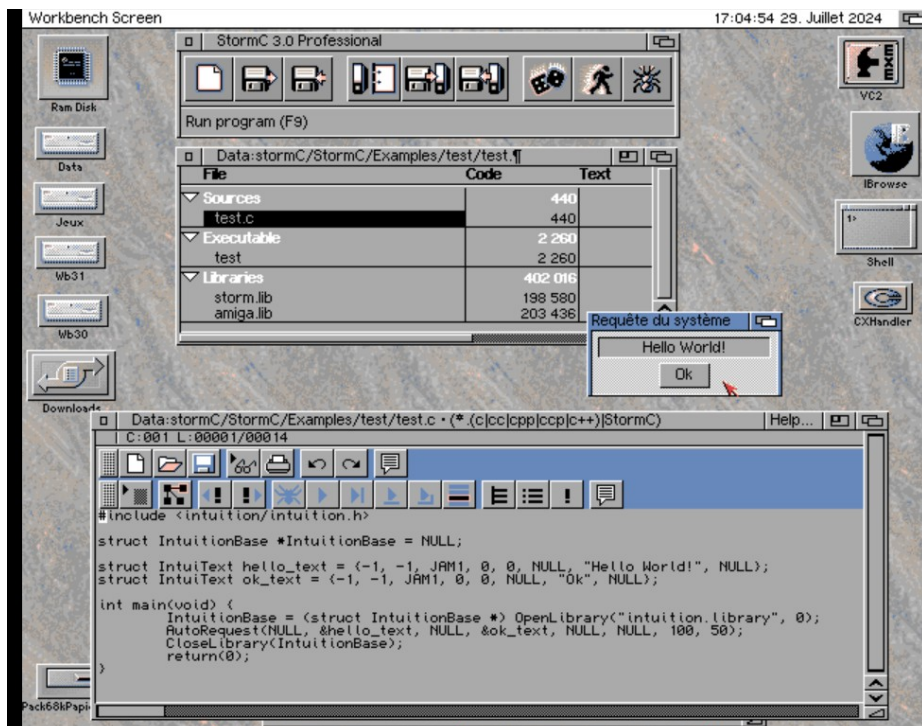 Workbench Screen 17:04:54 29. Juillet 2024
StormC 3.0 Professional
Ram Disk
Run program (F9)
VC2
Data:stormC/StormC/Examples/test/test.¶
File Code Text
Data
Sources 440
test.c 440
IBrowse
Jeux
Executable 2 260
test 2 260
1>
Shell
Wb31
Libraries 402 016
storm.lib 198 580
amiga.lib 203 436
CXHandler
Wb30
Requête du système
Hello World!
Ok
Downloads
Data:stormC/StormC/Examples/test/test.c • (*.(c|cc|cpp|ccp|c++)|StormC) Help...
C:001 L:00001/00014
#include <intuition/intuition.h>
struct IntuitionBase *IntuitionBase = NULL;
struct IntuiText hello_text = {-1, -1, JAM1, 0, 0, NULL, "Hello World!", NULL};
struct IntuiText ok_text = {-1, -1, JAM1, 0, 0, NULL, "Ok", NULL};
int main(void) {
IntuitionBase = (struct IntuitionBase *) OpenLibrary("intuition.library", 0);
AutoRequest(NULL, &hello_text, NULL, &ok_text, NULL, NULL, 100, 50);
CloseLibrary(IntuitionBase);
return(0);
}
EXE